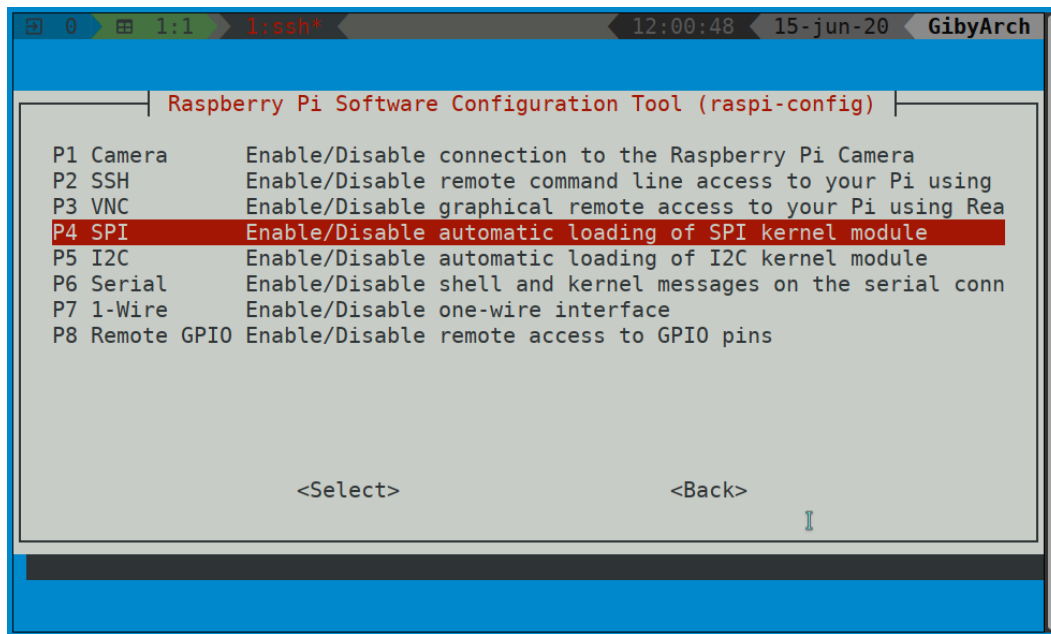 0 1:1 1:ssh* 12:00:48 15-jun-20 GibyArch
Raspberry Pi Software Configuration Tool (raspi-config)
P1 Camera Enable/Disable connection to the Raspberry Pi Camera
P2 SSH Enable/Disable remote command line access to your Pi using
P3 VNC Enable/Disable graphical remote access to your Pi using Rea
P4 SPI Enable/Disable automatic loading of SPI kernel module
P5 I2C Enable/Disable automatic loading of I2C kernel module
P6 Serial Enable/Disable shell and kernel messages on the serial conn
P7 1-Wire Enable/Disable one-wire interface
P8 Remote GPIO Enable/Disable remote access to GPIO pins
<Select> <Back>